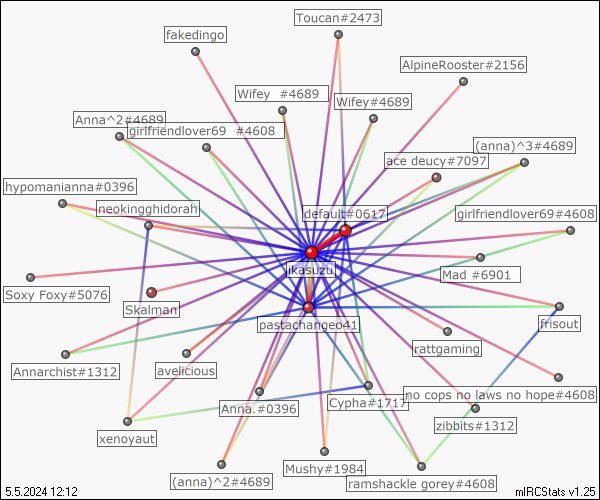 Toucan#2473
fakedingo
AlpineRooster#2156
Wifey #4689
Wifey#4689
Anna^2#4689
girlfriendlover69 #4608
(anna)^3#4689
ace deucy#7097
hypomanianna#0396
neokingghidorah
default#0617
girlfriendlover69#4608
ikasuzu
Mad #6901
Soxy Foxy#5076
Skalman
pastachangeo41
frisout
rattgaming
Annarchist#1312
avelicious
no cops no laws no hope#4608
Anna.#0396
Cypha#1717
zibbits#1312
xenoyaut
(anna)^2#4689
Mushy#1984
ramshackle gorey#4608
5.5.2024 12:12
mIRCStats v1.25